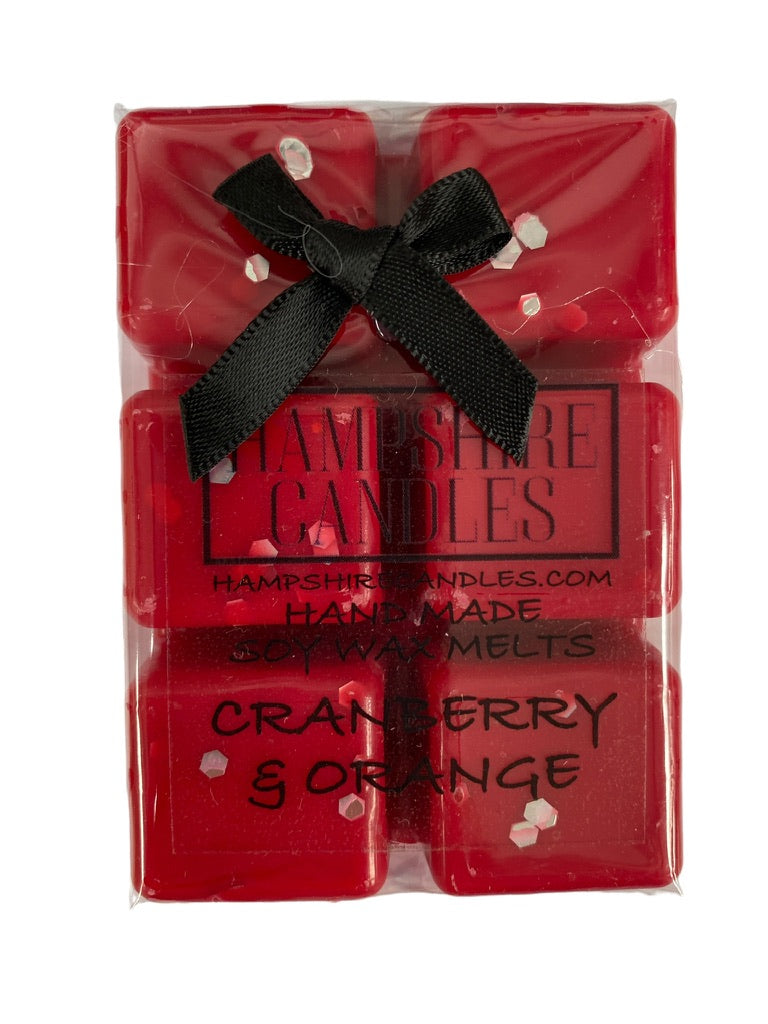 HAMPSHIRE
CANDLES
HAMPSHIRECANDLES.COM
HAND MADE
SOY WAX MELTS
CRANBERRY
& ORANGE